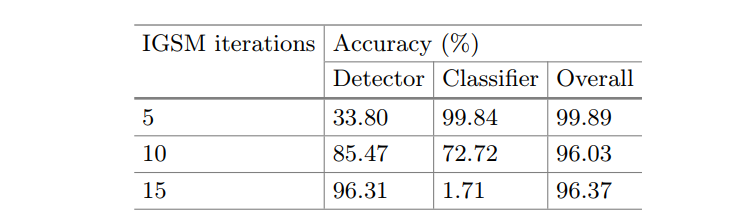 IGSM iterations Accuracy (%)
Detector Classifier Overall
5 33.80 99.84 99.89
10 85.47 72.72 96.03
15 96.31 1.71 96.37